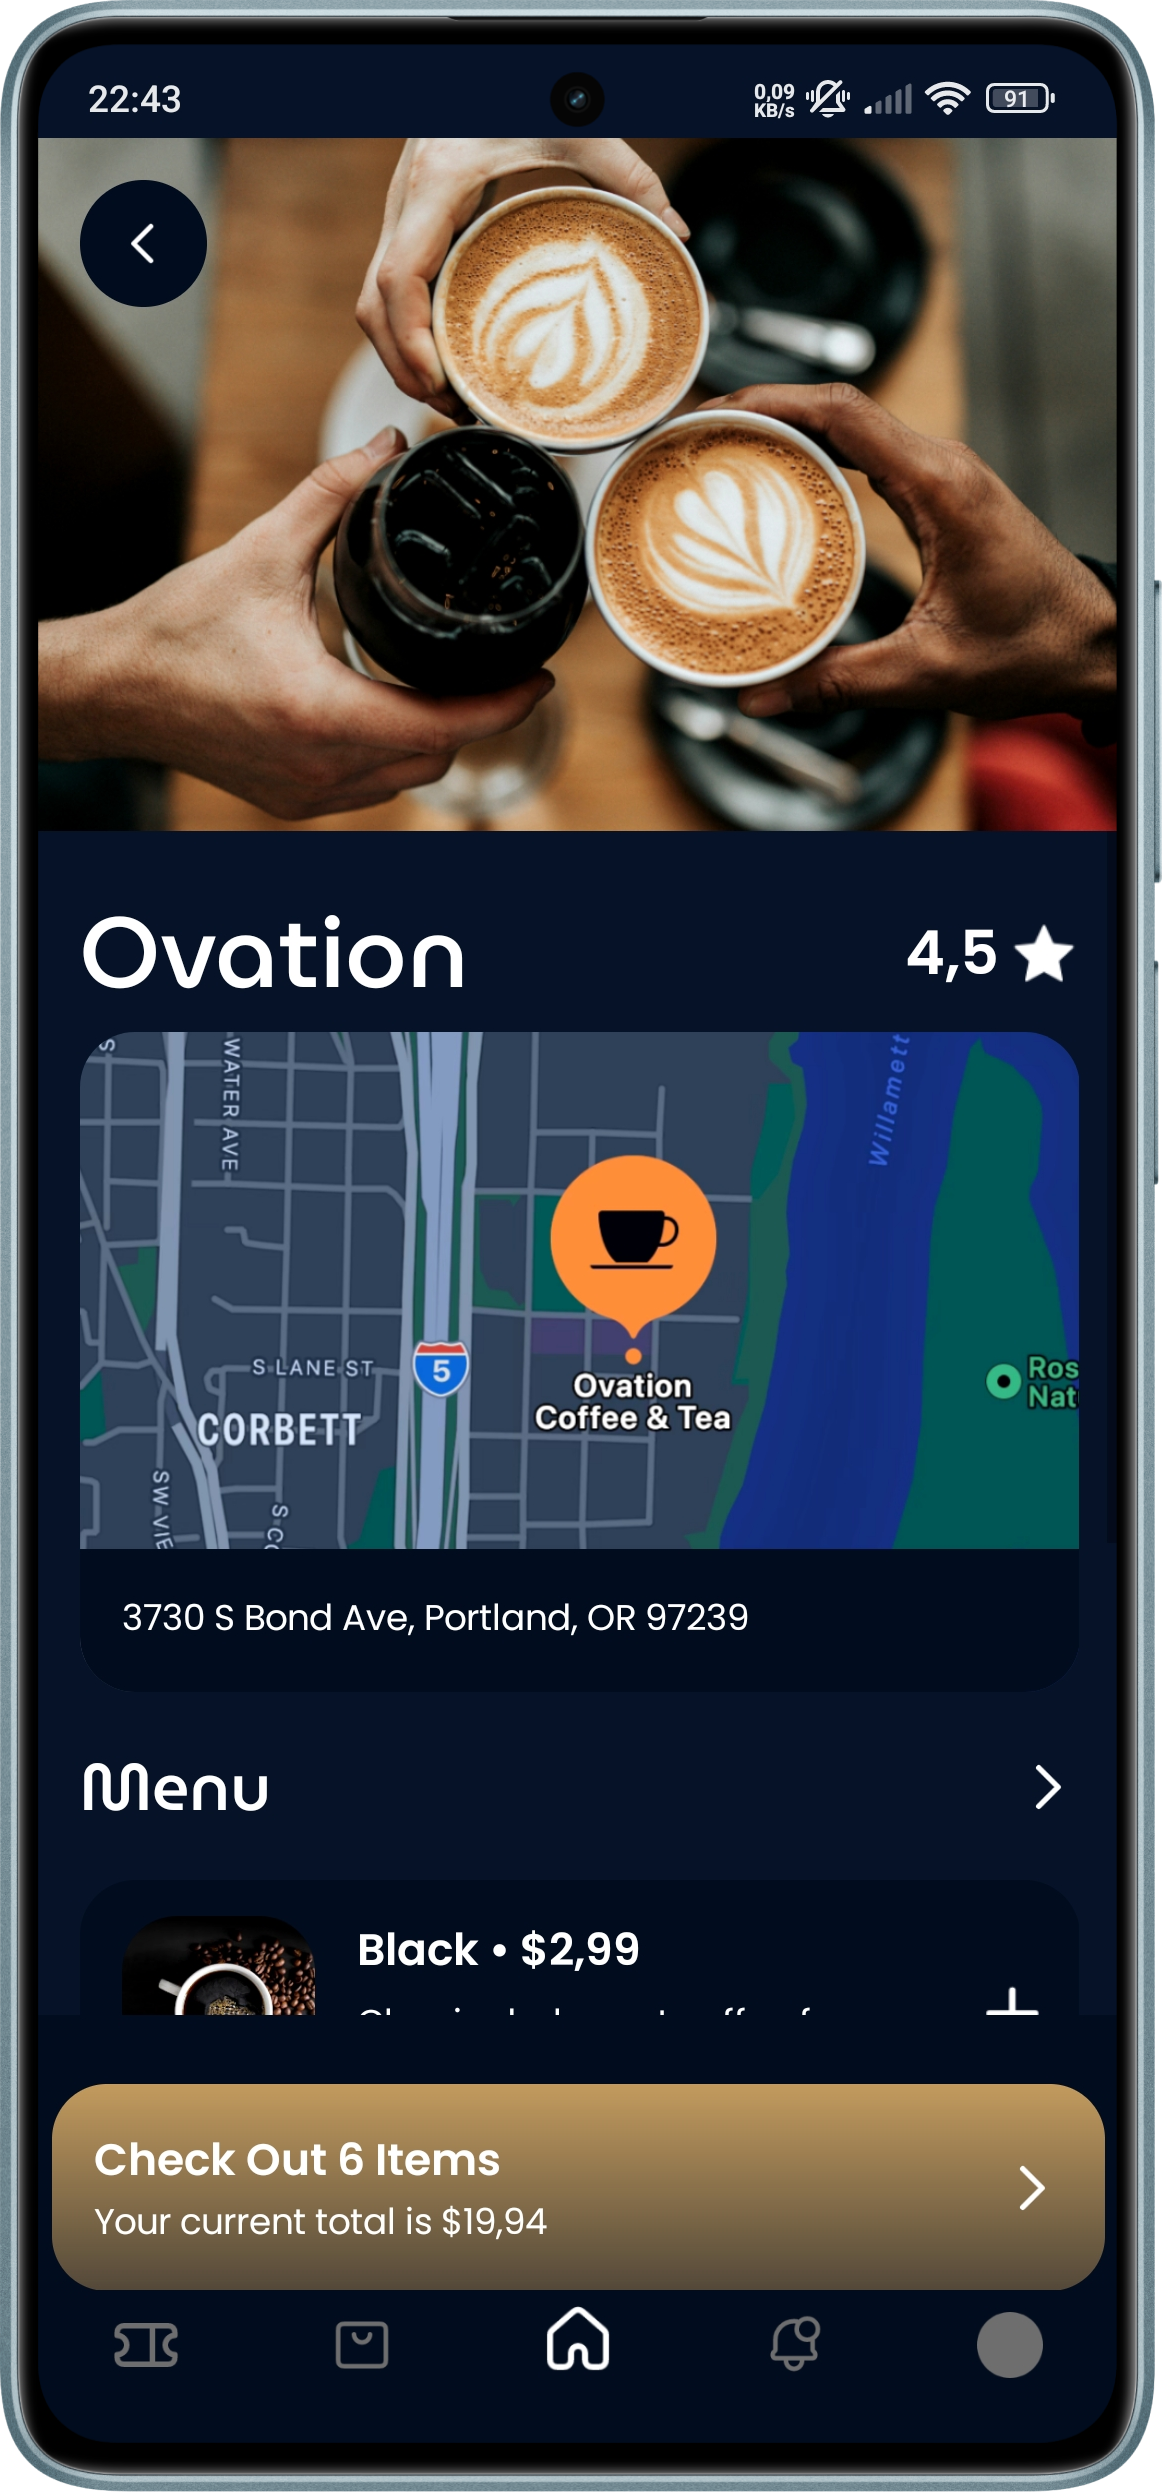 22:43
0,09
KB/s
91
Ovation
4,5
WATER AVE
Willamett
5
S LANE ST
CORBETT
Ovation
Coffee & Tea
Ros
Nat
SW VIE
S CO
3730 S Bond Ave, Portland, OR 97239
Menu
Black • $2,99
Check Out 6 Items
Your current total is $19,94